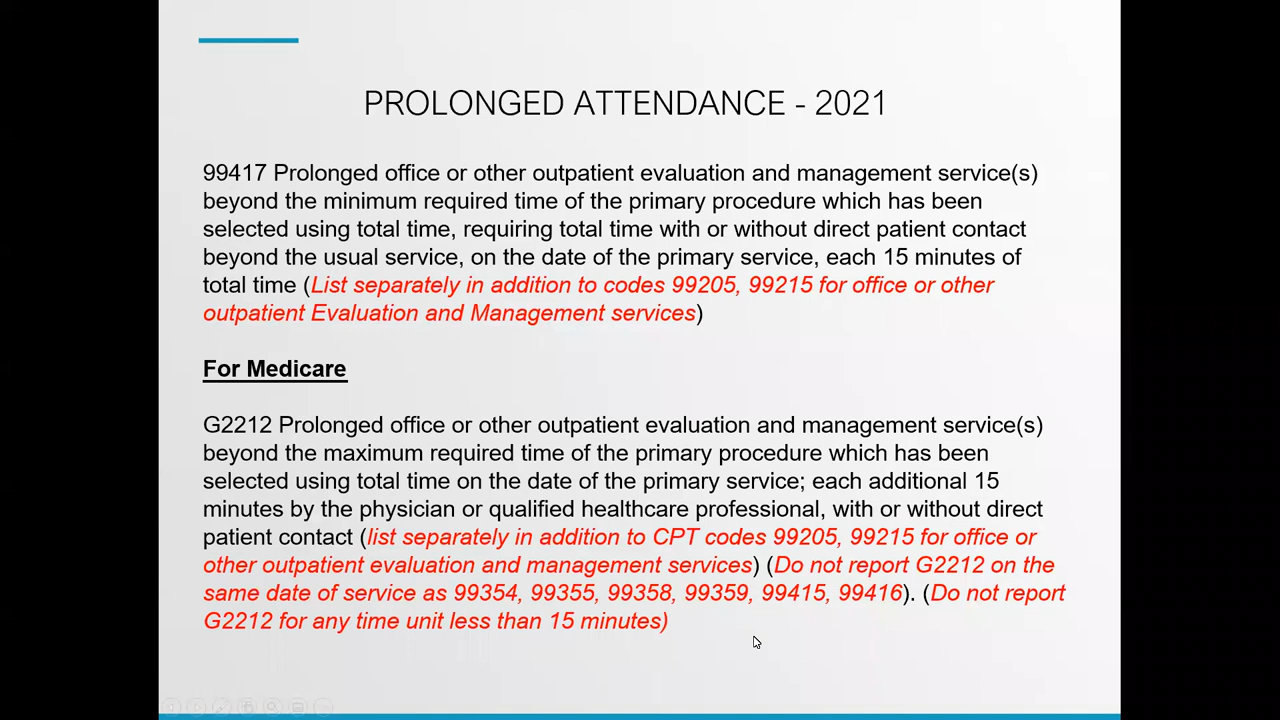 PROLONGED ATTENDANCE - 2021
99417 Prolonged office or other outpatient evaluation and management service(s)
beyond the minimum required time of the primary procedure which has been
selected using total time, requiring total time with or without direct patient contact
beyond the usual service, on the date of the primary service, each 15 minutes of
total time (List separately in addition to codes 99205, 99215 for office or other
outpatient Evaluation and Management services)
For Medicare
G2212 Prolonged office or other outpatient evaluation and management service(s)
beyond the maximum required time of the primary procedure which has been
selected using total time on the date of the primary service; each additional 15
minutes by the physician or qualified healthcare professional, with or without direct
patient contact (list separately in addition to CPT codes 99205, 99215 for office or
other outpatient evaluation and management services) (Do not report G2212 on the
same date of service as 99354, 99355, 99358, 99359, 99415, 99416). (Do not report
G2212 for any time unit less than 15 minutes)